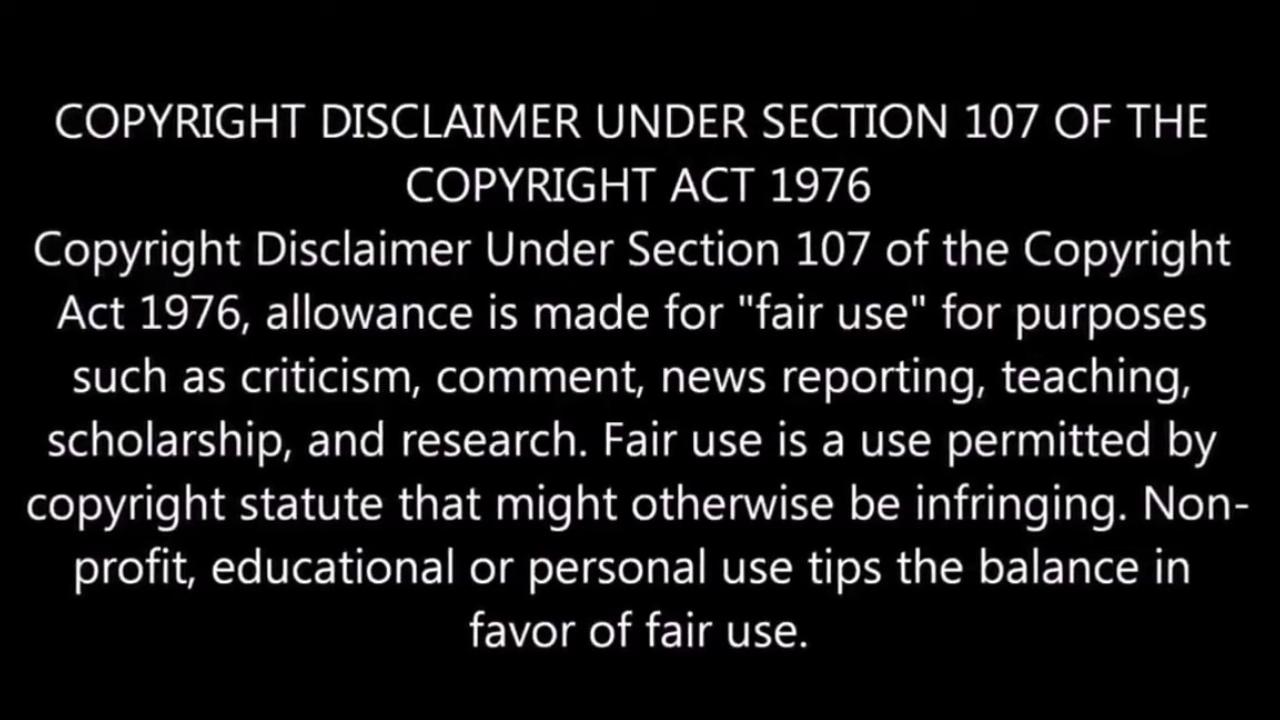 COPYRIGHT DISCLAIMER UNDER SECTION 107 OF THE
COPYRIGHT ACT 1976
Copyright Disclaimer Under Section 107 of the Copyright
Act 1976, allowance is made for "fair use" for purposes
such as criticism, comment, news reporting, teaching,
scholarship, and research. Fair use is a use permitted by
copyright statute that might otherwise be infringing. Non-
profit, educational or personal use tips the balance in
favor of fair use.